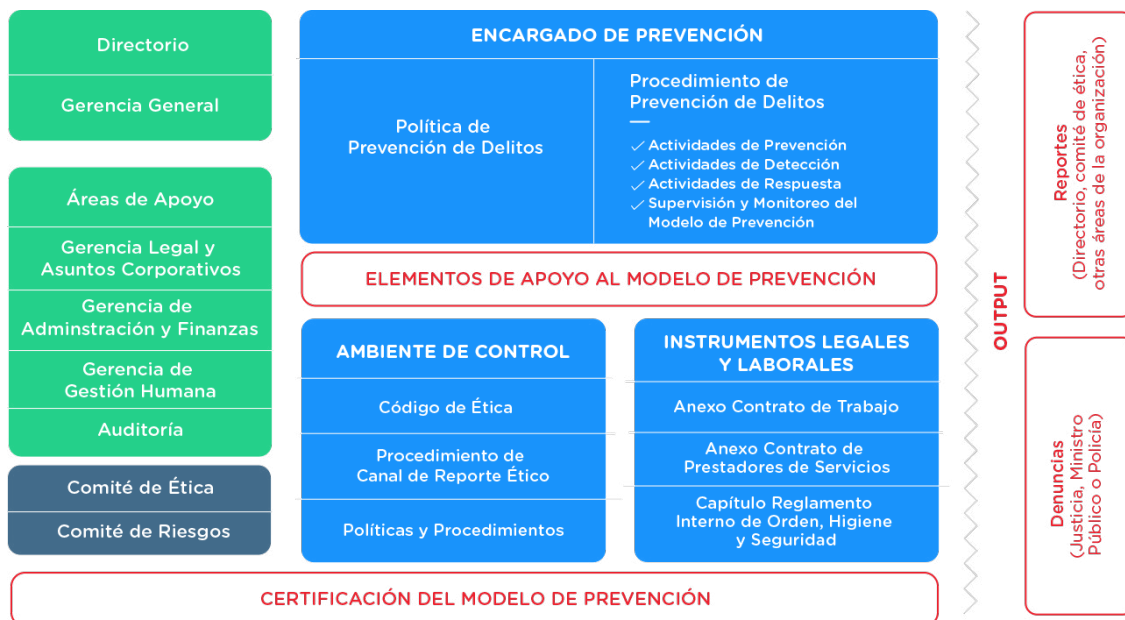 Directorio
Gerencia General
Áreas de Apoyo
Gerencia Legal y
Asuntos Corporativos
Gerencia de
Adminstración y Finanzas
Gerencia de
Gestión Humana
Auditoría
Comité de Ética
Comité de Riesgos
ENCARGADO DE PREVENCIÓN
Política de
Prevención de Delitos
Procedimiento de
Prevención de Delitos
Actividades de Prevención
Actividades de Detección
Actividades de Respuesta
Supervisión y Monitoreo del
Modelo de Prevención
ELEMENTOS DE APOYO AL MODELO DE PREVENCIÓN
AMBIENTE DE CONTROL
Código de Ética
Procedimiento de
Canal de Reporte Ético
Políticas y Procedimientos
INSTRUMENTOS LEGALES
Y LABORALES
Anexo Contrato de Trabajo
Anexo Contrato de
Prestadores de Servicios
Capítulo Reglamento
Interno de Orden, Higiene
y Seguridad
CERTIFICACIÓN DEL MODELO DE PREVENCIÓN
OUTPUT
Reportes
(Directorio, comité de ética,
otras áreas de la organización)
Denuncias
(Justicia, Ministro
Público o Policía)